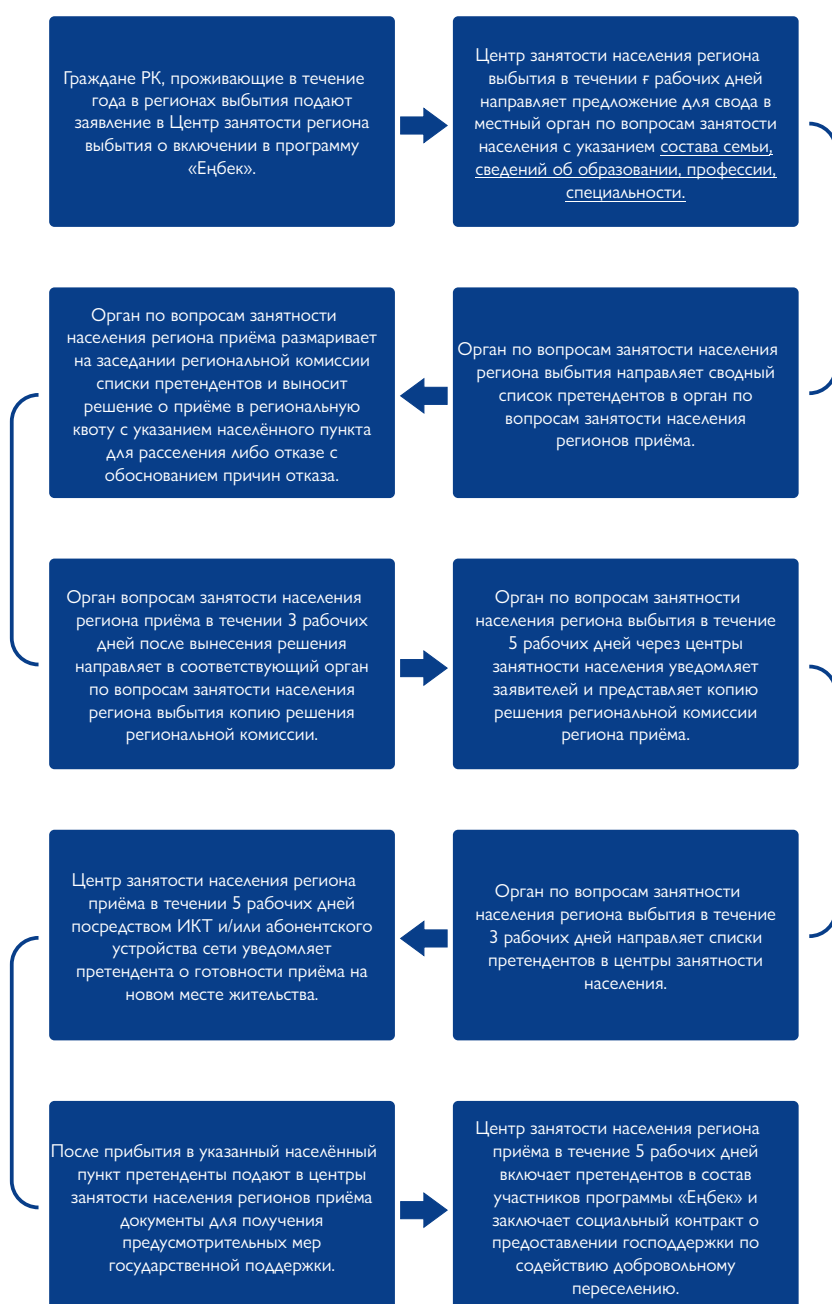 Граждане РК, проживающие в течение
года в регионах выбытия подают
заявление в Центр занятости региона
выбытия о включении в программу
«Еңбек».
Центр занятости населения региона
выбытия в течении ғ рабочих дней
направляет предложение для свода в
местный орган по вопросам занятости
населения с указанием состава семьи,
сведений об образовании, профессии,
специальности.
Орган по вопросам занятости населения
региона выбытия направляет сводный
список претендентов в орган по
вопросам занятости населения
регионов приёма.
Орган по вопросам занятности
населения региона приёма размаривает
на заседании региональной комиссии
списки претендентов и выносит
решение о приёме в региональную
квоту с указанием населённого пункта
для расселения либо отказе с
обоснованием причин отказа.
Орган вопросам занятости населения
региона приёма в течении 3 рабочих
дней после вынесения решения
направляет в соответствующий орган
по вопросам занятости населения
региона выбытия копию решения
региональной комиссии.
Орган по вопросам занятности
населения региона выбытия в течение
5 рабочих дней через центры
занятности населения уведомляет
заявителей и представляет копию
решения региональной комиссии
региона приёма.
Орган по вопросам занятности
населения региона выбытия в течение
3 рабочих дней направляет списки
претендентов в центры занятности
населения.
Центр занятости населения региона
приёма в течении 5 рабочих дней
посредством ИКТ и/или абонентского
устройства сети уведомляет
претендента о готовности приёма на
новом месте жительства.
После прибытия в указанный населённый
пункт претенденты подают в центры
занятости населения регионов приёма
документы для получения
предусмотрительных мер
государственной поддержки.
Центр занятости населения региона
приёма в течение 5 рабочих дней
включает претендентов в состав
участников программы «Еңбек» и
заключает социальный контракт о
предоставлении господдержки по
содействию добровольному
переселению.